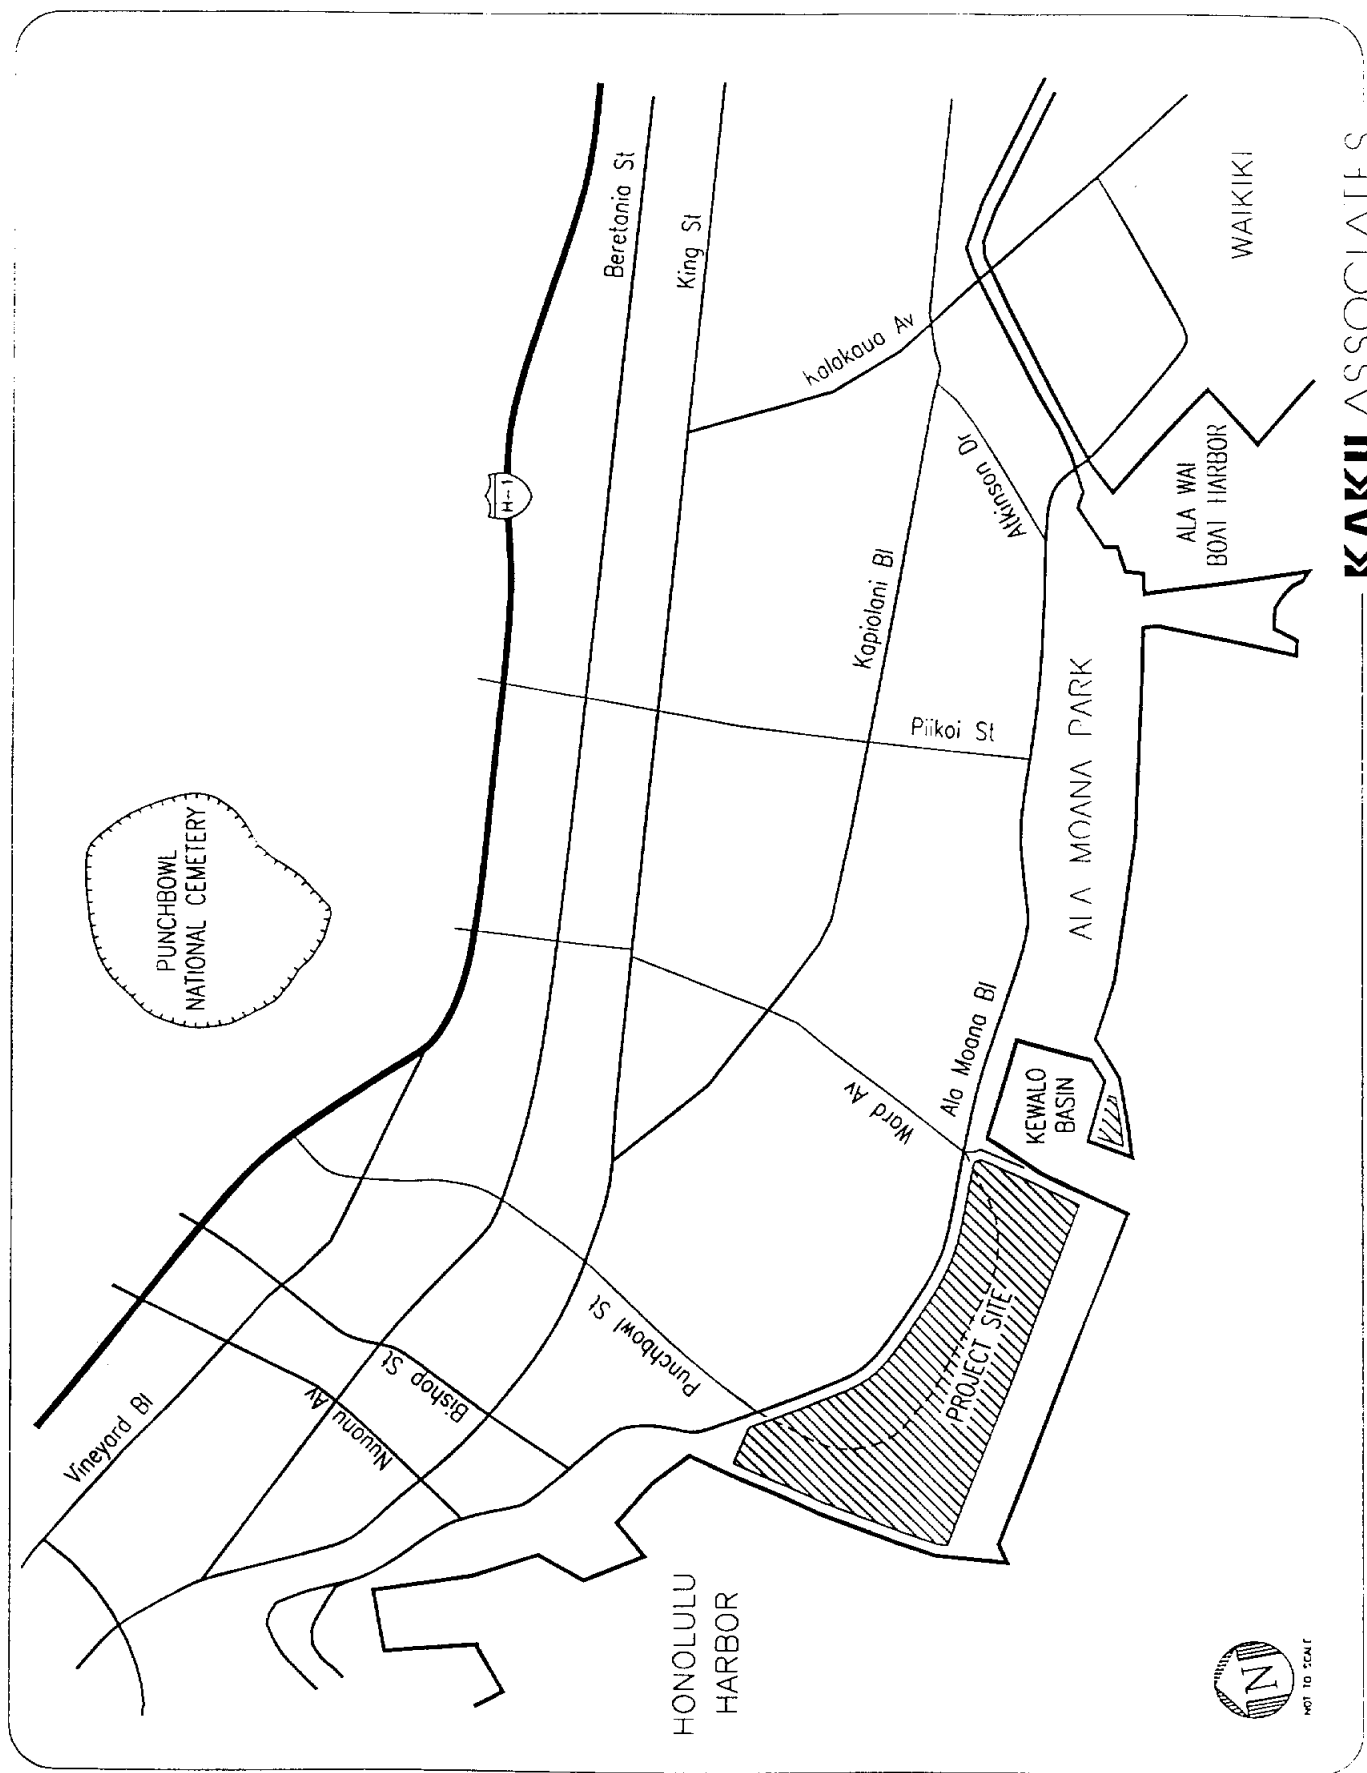 PUNCHBOWL
NATIONAL CEMETERY
H-1
Beretania St
King St
Kalakaua Av
Kapiolani Bl
Atkinson Dr
Piikoi St
WAIKIKI
ALA WAI
BOAT HARBOR
ALA MOANA PARK
Ala Moana Bl
Ward Av
KEWALO
BASIN
Vineyard Bl
Nuuanu Av
Bishop St
Punchbowl St
PROJECT SITE
HONOLULU
HARBOR
N
NOT TO SCALE